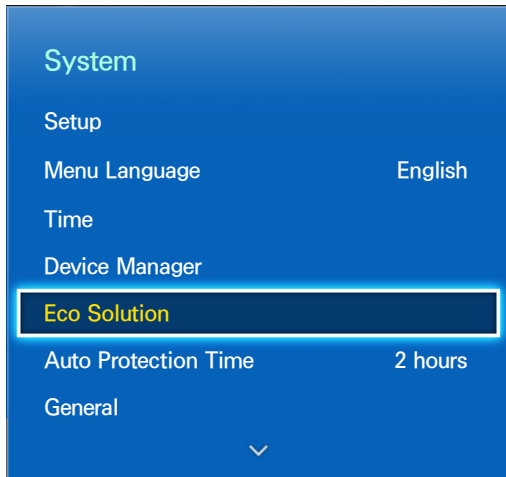 System
Setup
Menu Language English
Time
Device Manager
Eco Solution
Auto Protection Time 2 hours
General